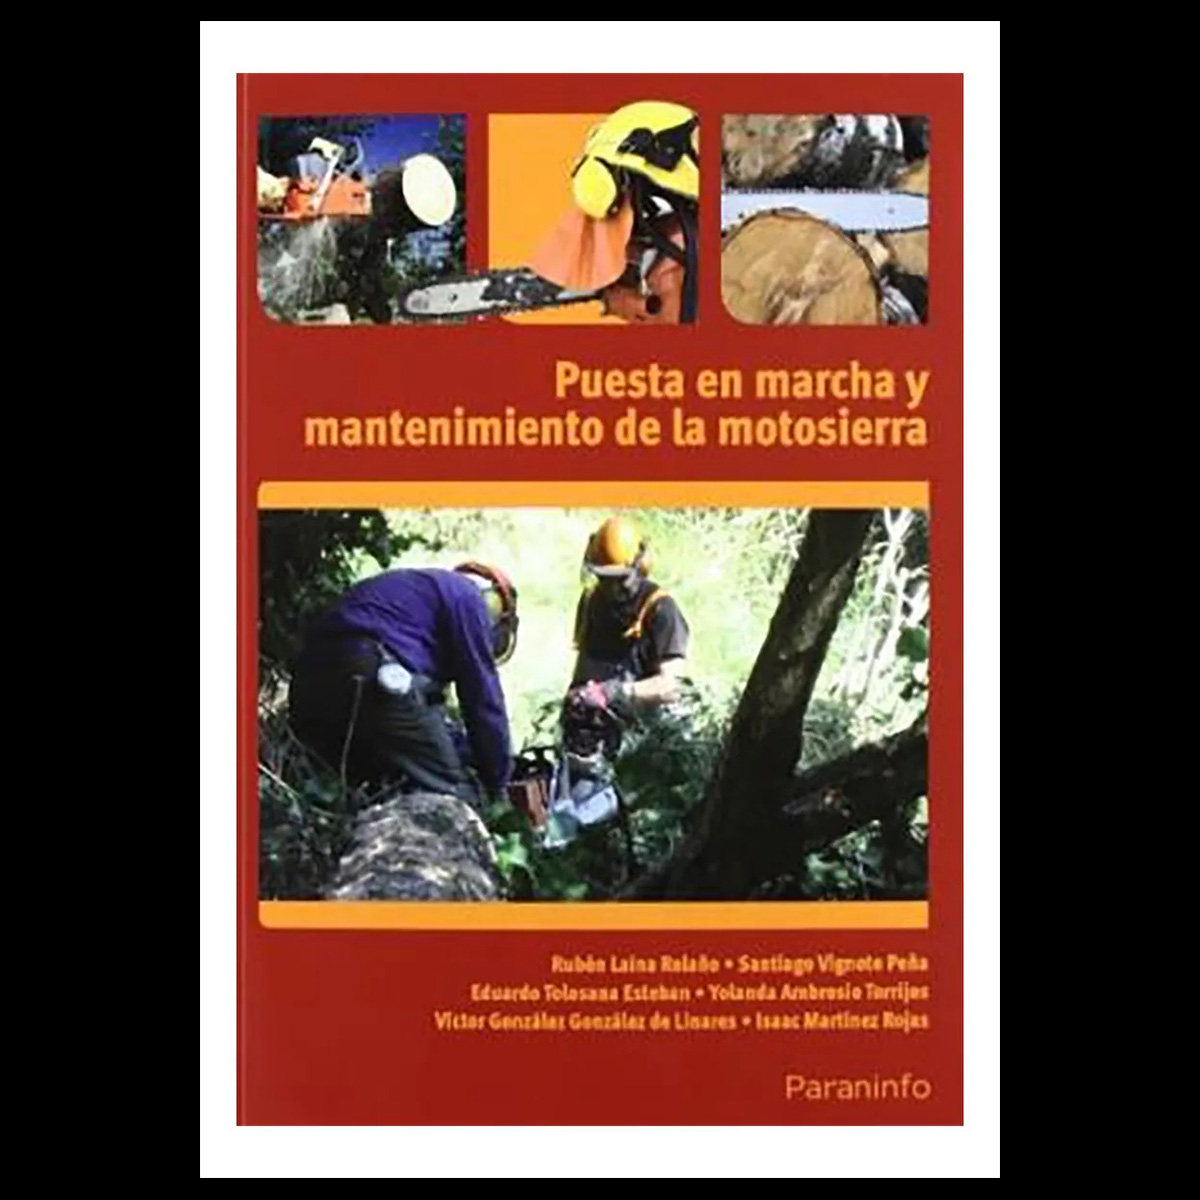 Puesta en marcha y
mantenimiento de la motosierra
Rubén Laina Relaño • Santiago Vignote Peña
Eduardo Tolosana Esteban • Yolanda Ambrosio Torrijos
Víctor González González de Linares • Isaac Martínez Rojas
Paraninfo